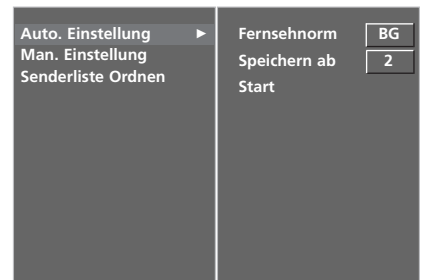 Auto. Einstellung ►
Man. Einstellung
Senderliste Ordnen
Fernsehnorm BG
Speichern ab 2
Start